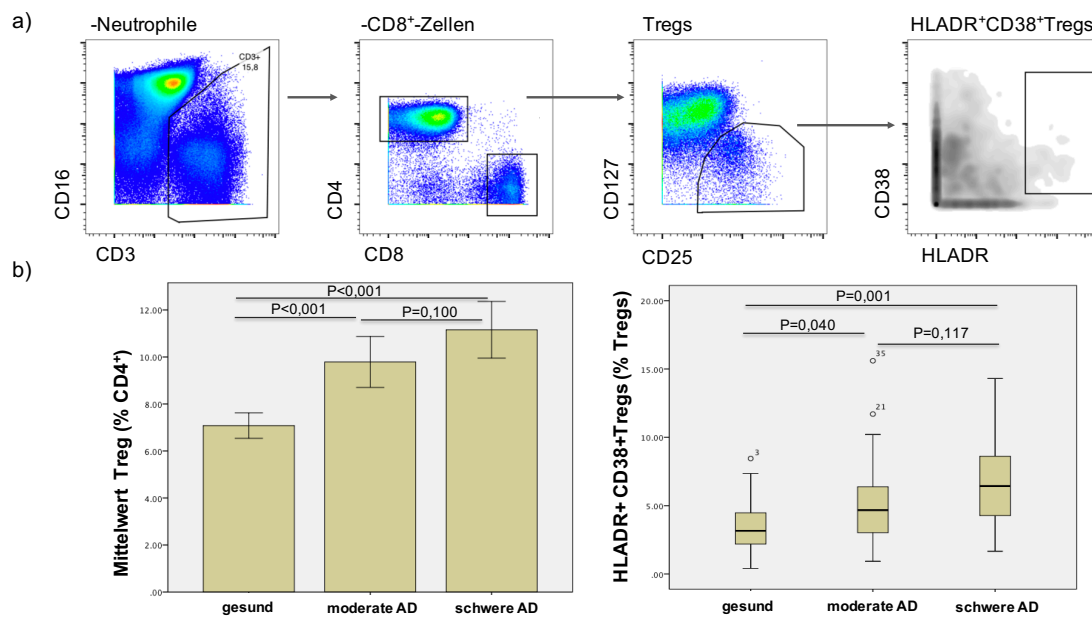 a)
-Neutrophile
-CD8⁺-Zellen
Tregs
HLADR⁺CD38⁺Tregs
CD3+
15,8
CD16
CD4
CD127
CD38
CD3
CD8
CD25
HLADR
b)
P<0,001
P<0,001
P=0,100
12.00
10.00
8.00
6.00
4.00
2.00
.00
Mittelwert Treg (% CD4⁺)
gesund
moderate AD
schwere AD
P=0,001
P=0,040
P=0,117
20.00
15.00
10.00
5.00
.00
35
21
3
HLADR+ CD38+Tregs (% Tregs)
gesund
moderate AD
schwere AD